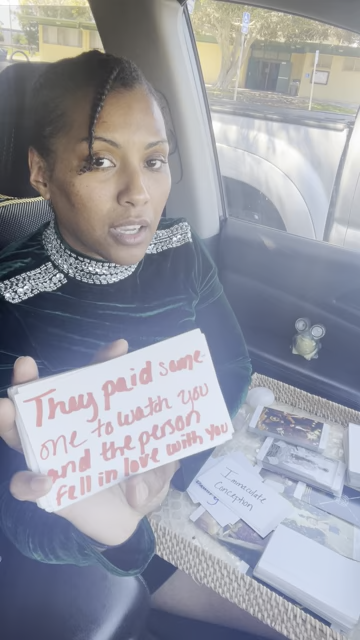 They paid some-
one to watch you
and the person
fell in love with you
Immaculate
Conception